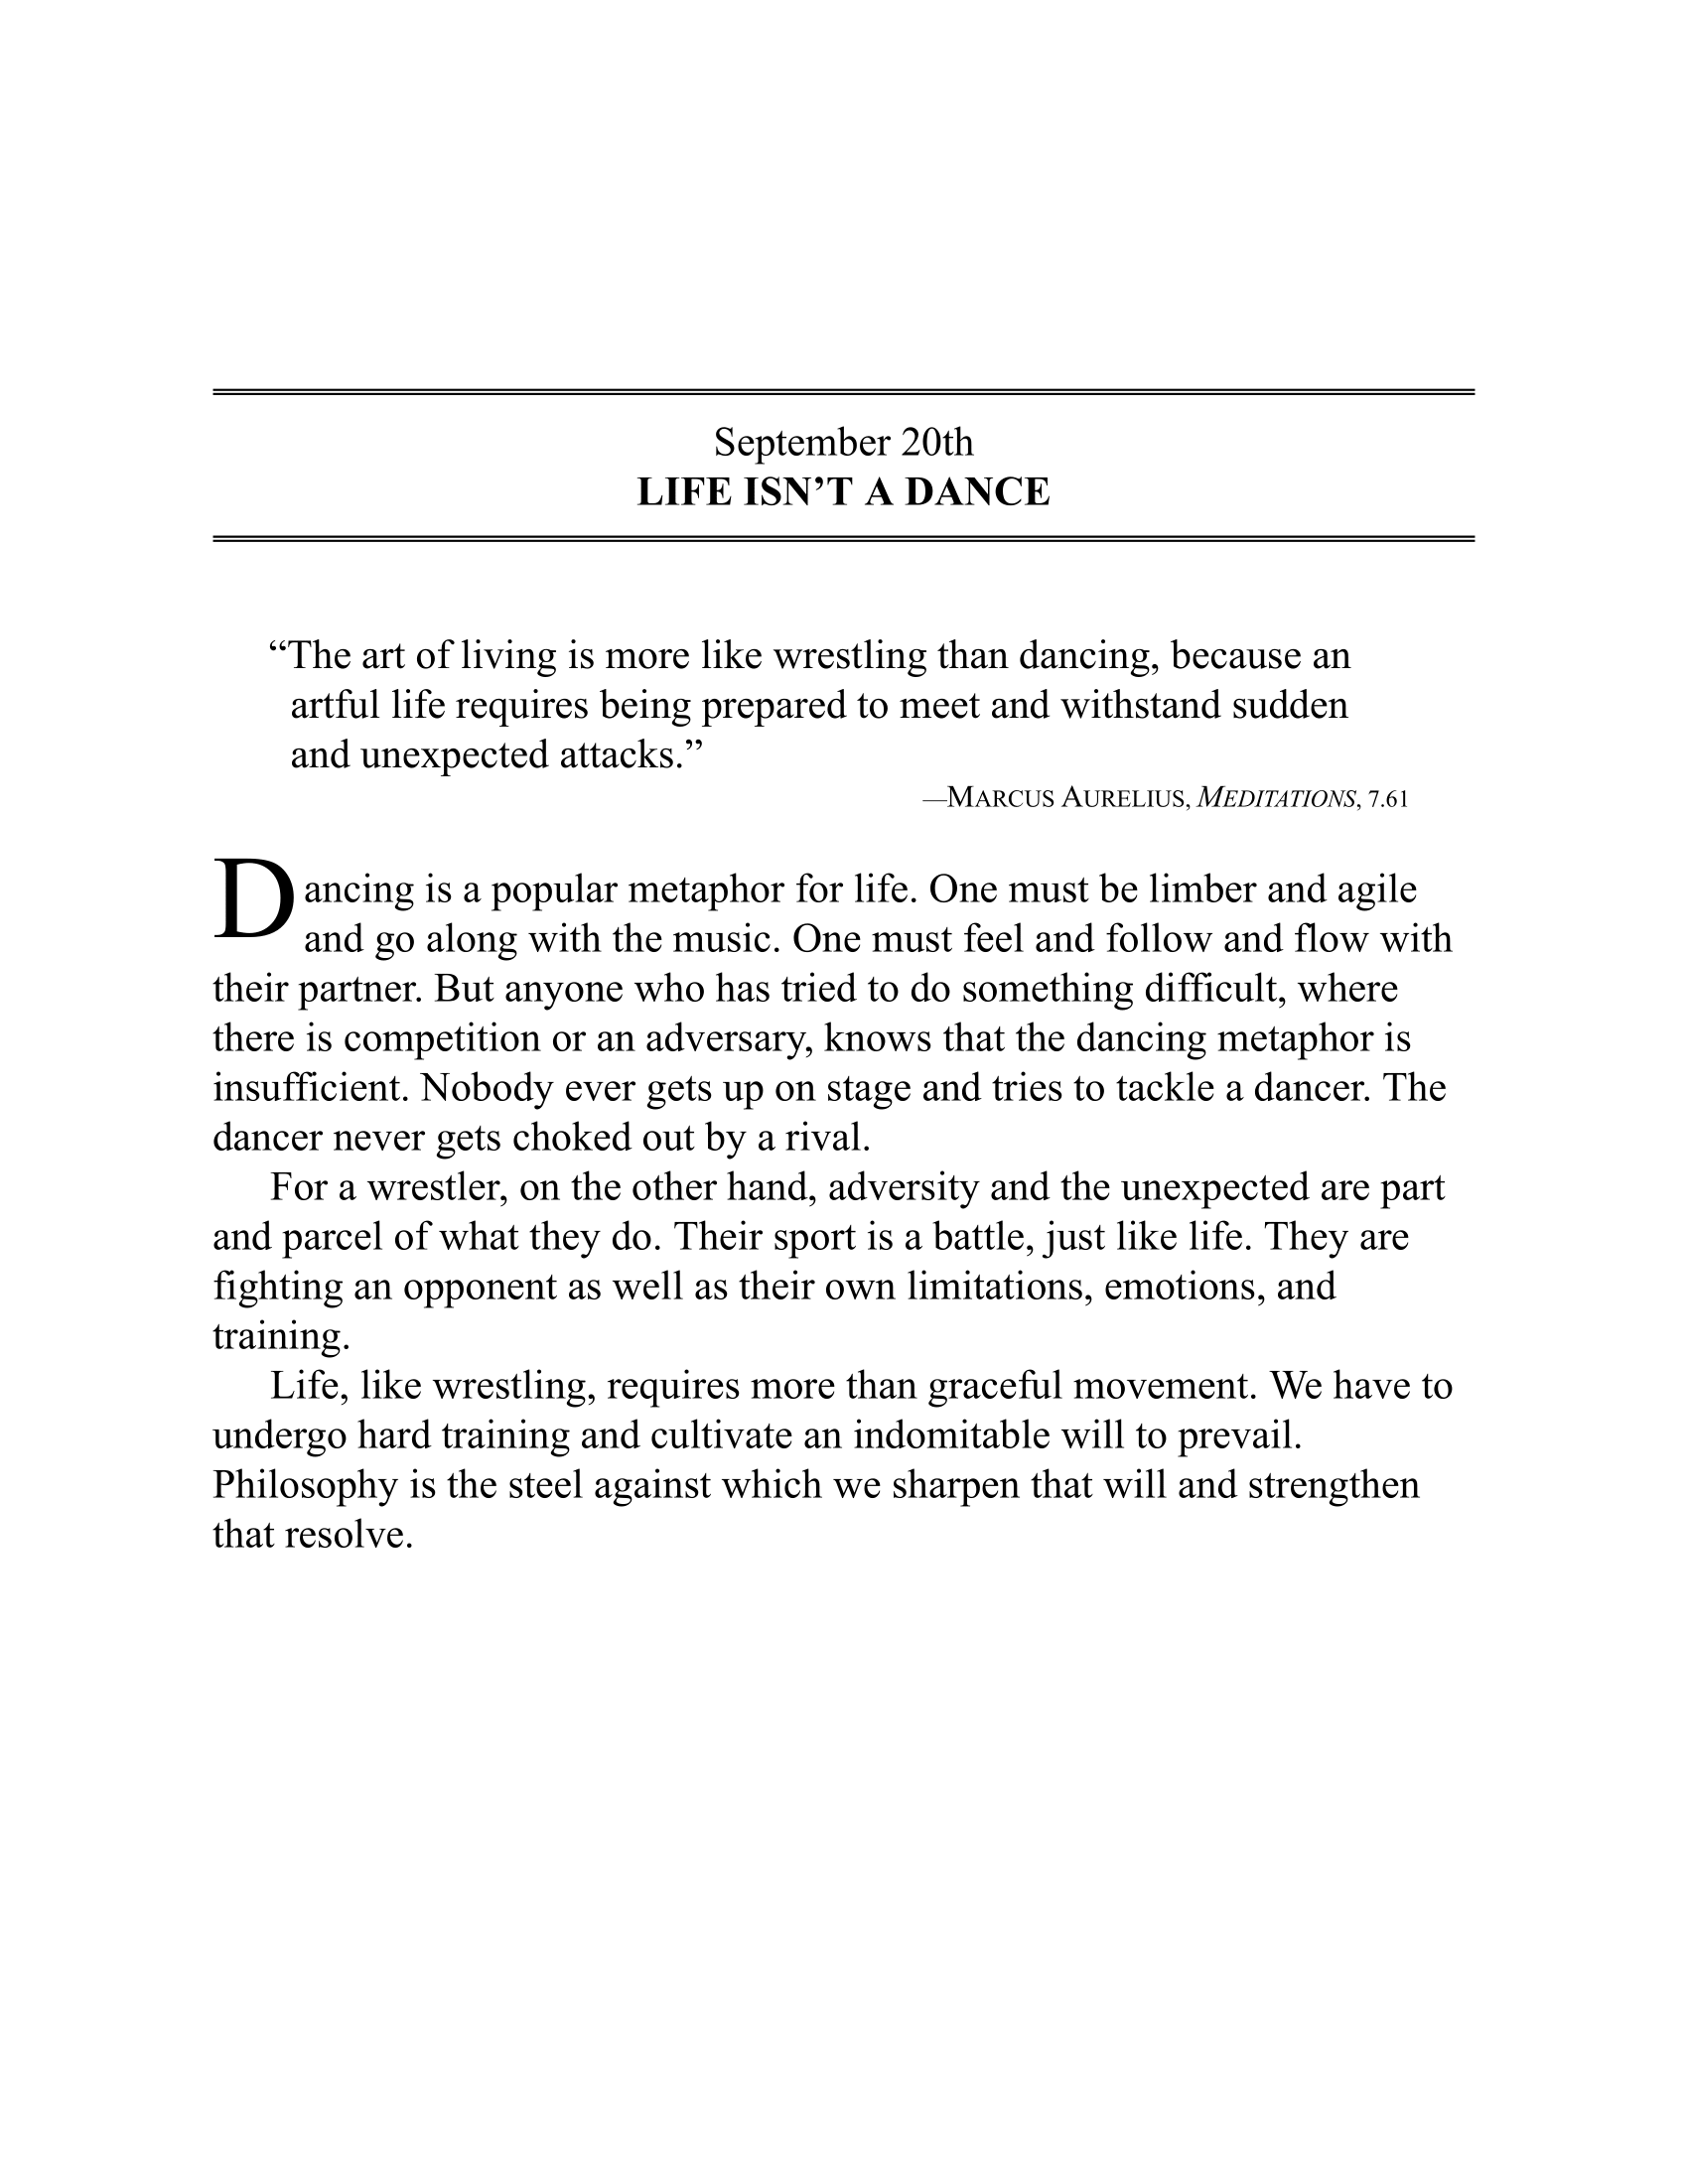 September 20th
LIFE ISN’T A DANCE
“The art of living is more like wrestling than dancing, because an
artful life requires being prepared to meet and withstand sudden
and unexpected attacks.”
—MARCUS AURELIUS, MEDITATIONS, 7.61
Dancing is a popular metaphor for life. One must be limber and agile
and go along with the music. One must feel and follow and flow with
their partner. But anyone who has tried to do something difficult, where
there is competition or an adversary, knows that the dancing metaphor is
insufficient. Nobody ever gets up on stage and tries to tackle a dancer. The
dancer never gets choked out by a rival.
For a wrestler, on the other hand, adversity and the unexpected are part
and parcel of what they do. Their sport is a battle, just like life. They are
fighting an opponent as well as their own limitations, emotions, and
training.
Life, like wrestling, requires more than graceful movement. We have to
undergo hard training and cultivate an indomitable will to prevail.
Philosophy is the steel against which we sharpen that will and strengthen
that resolve.